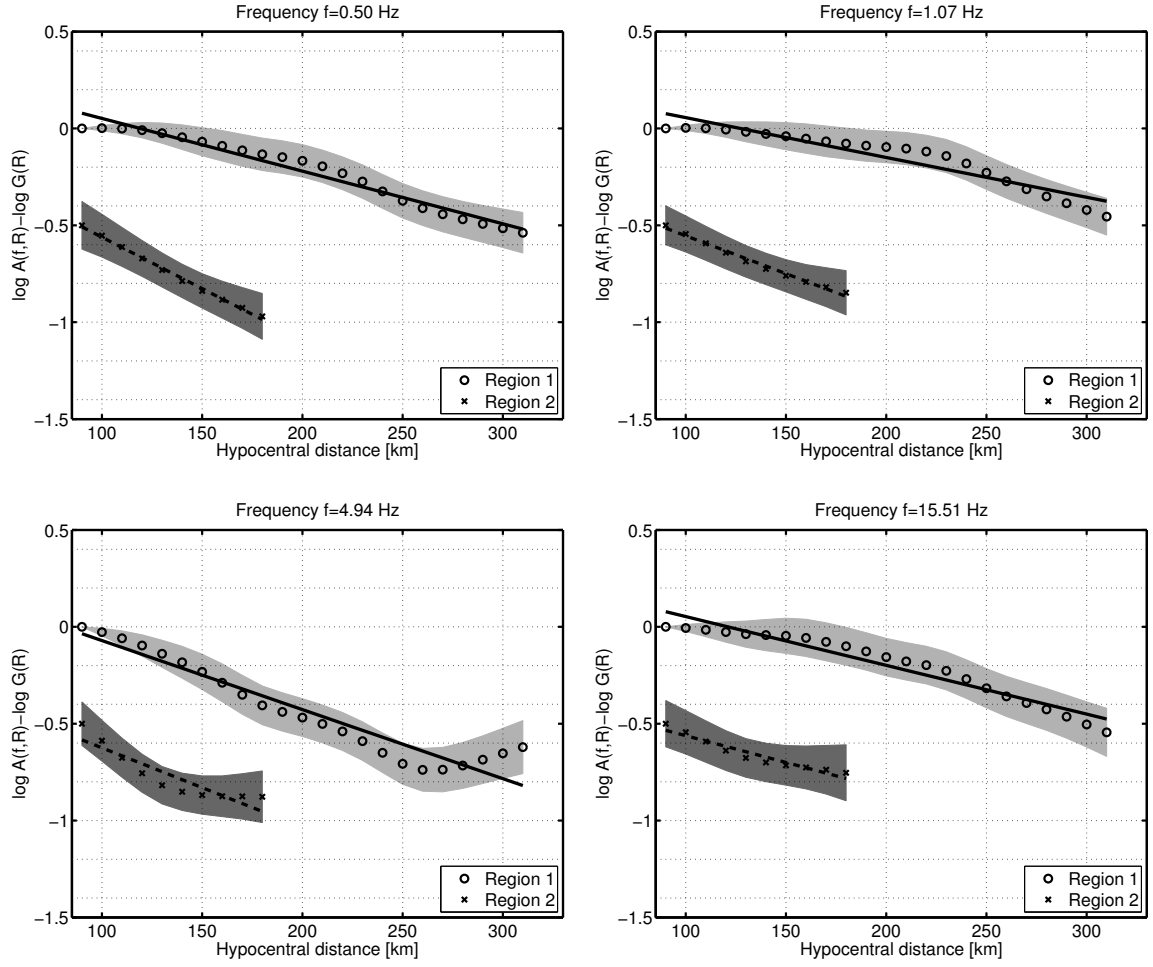 Frequency f=0.50 Hz
0.5
0
−0.5
−1
−1.5
log A(f,R)−log G(R)
100 150 200 250 300
Hypocentral distance [km]
Region 1
Region 2
Frequency f=1.07 Hz
0.5
0
−0.5
−1
−1.5
log A(f,R)−log G(R)
100 150 200 250 300
Hypocentral distance [km]
Region 1
Region 2
Frequency f=4.94 Hz
0.5
0
−0.5
−1
−1.5
log A(f,R)−log G(R)
100 150 200 250 300
Hypocentral distance [km]
Region 1
Region 2
Frequency f=15.51 Hz
0.5
0
−0.5
−1
−1.5
log A(f,R)−log G(R)
100 150 200 250 300
Hypocentral distance [km]
Region 1
Region 2